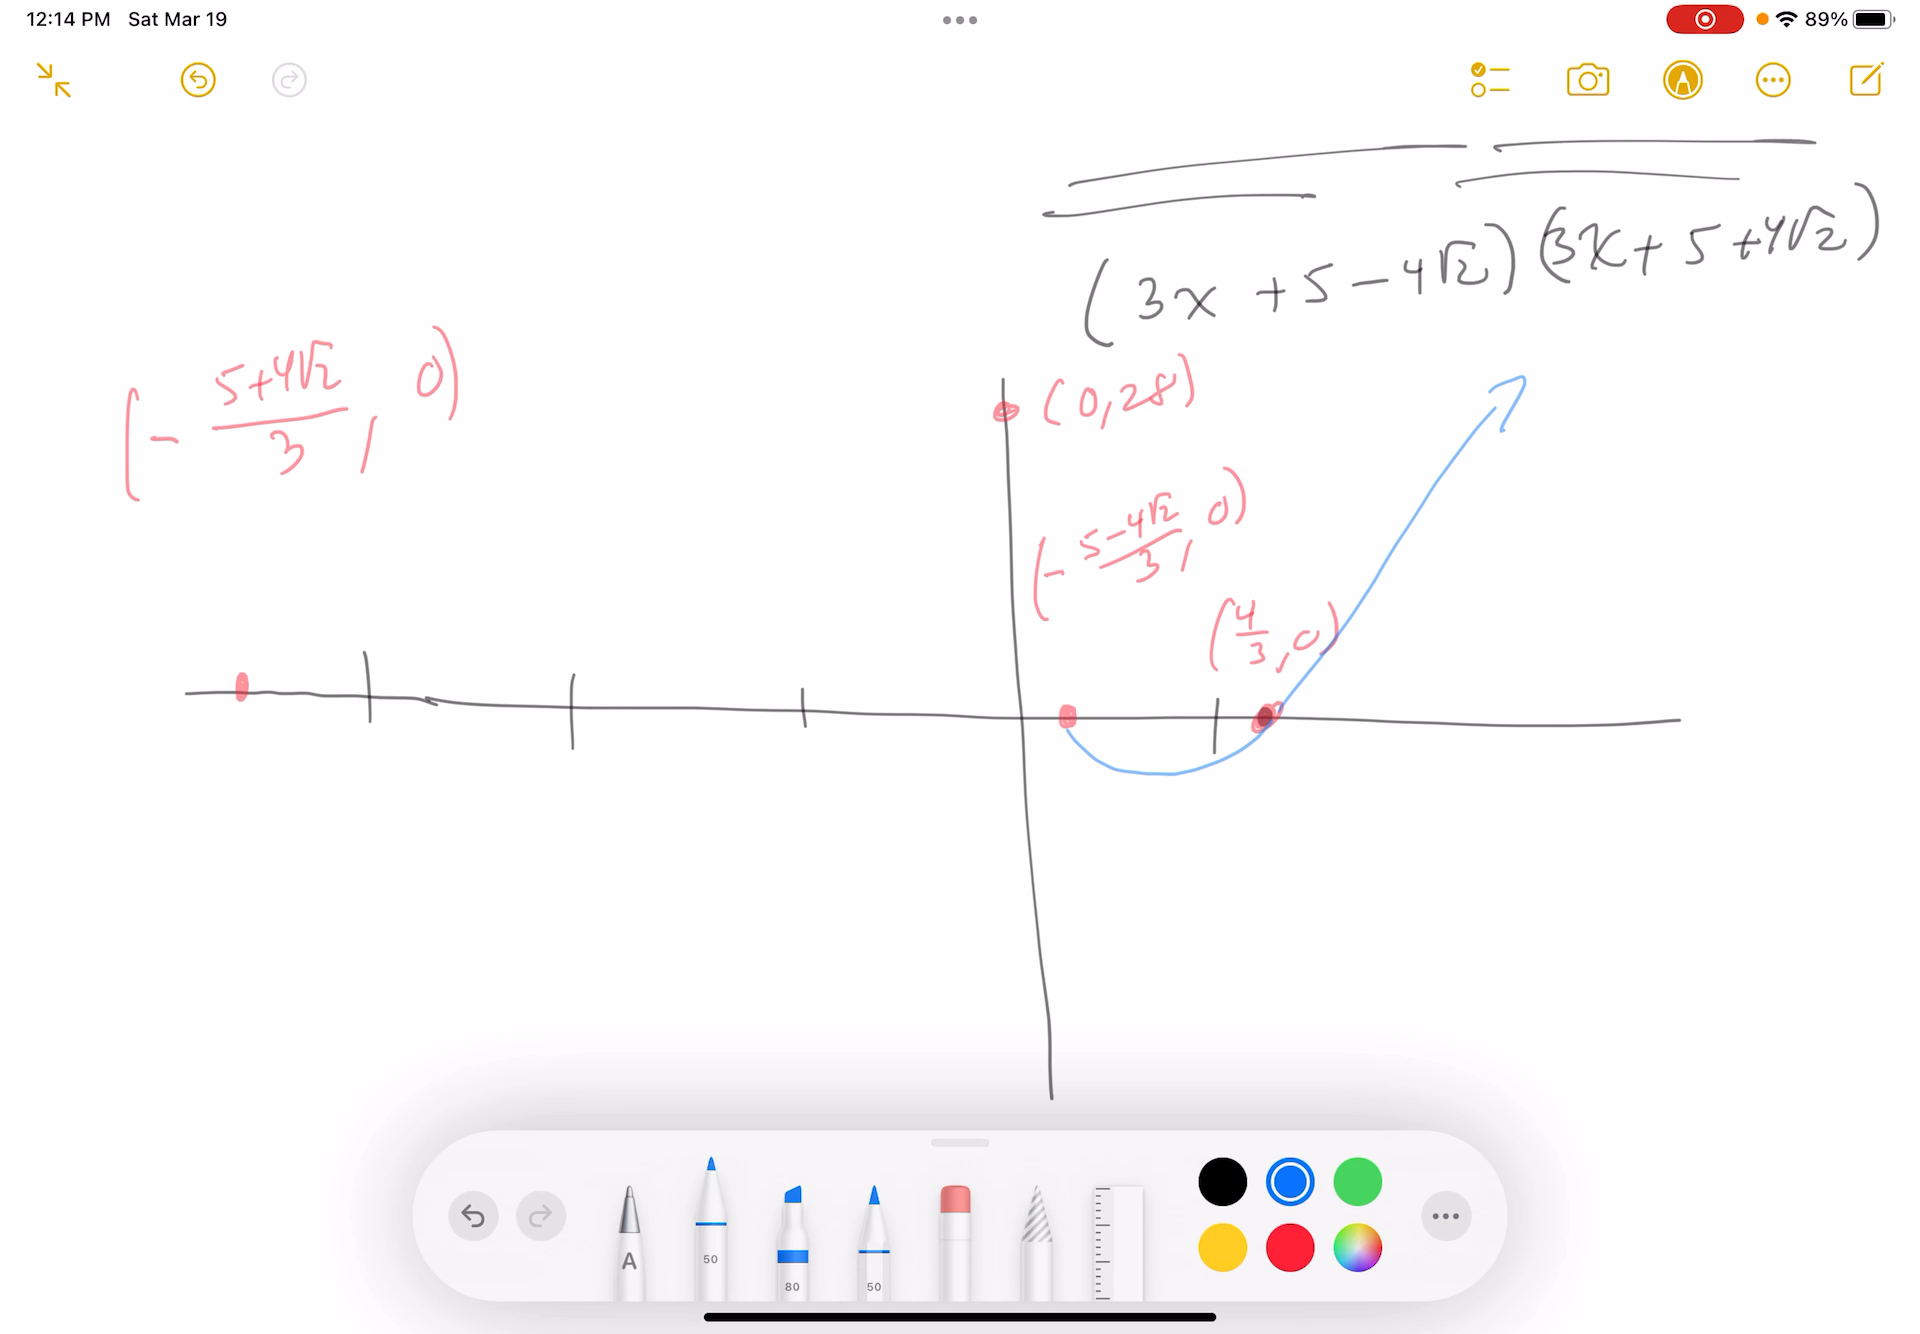 12:14 PM Sat Mar 19
89%
(3x + 5 - 4√2) (3x + 5 + 4√2)
(- 5+4√2 / 3, 0)
(0, 28)
(- 5-4√2 / 3, 0)
(4/3, 0)
A
50
80
50